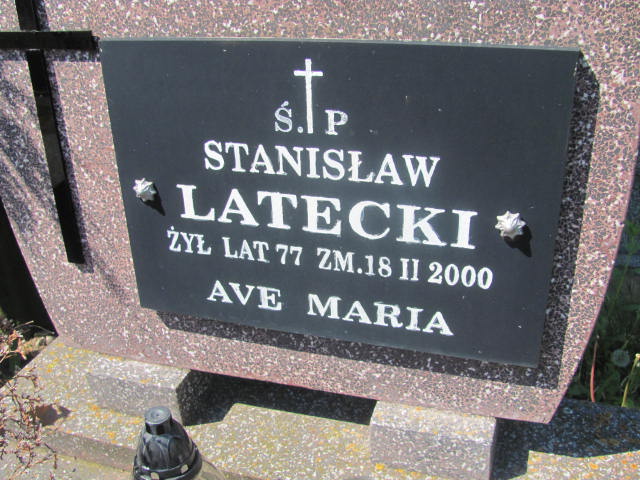 Ś.P
STANISŁAW
LATECKI
ŻYŁ LAT 77 ZM.18 II 2000
AVE MARIA